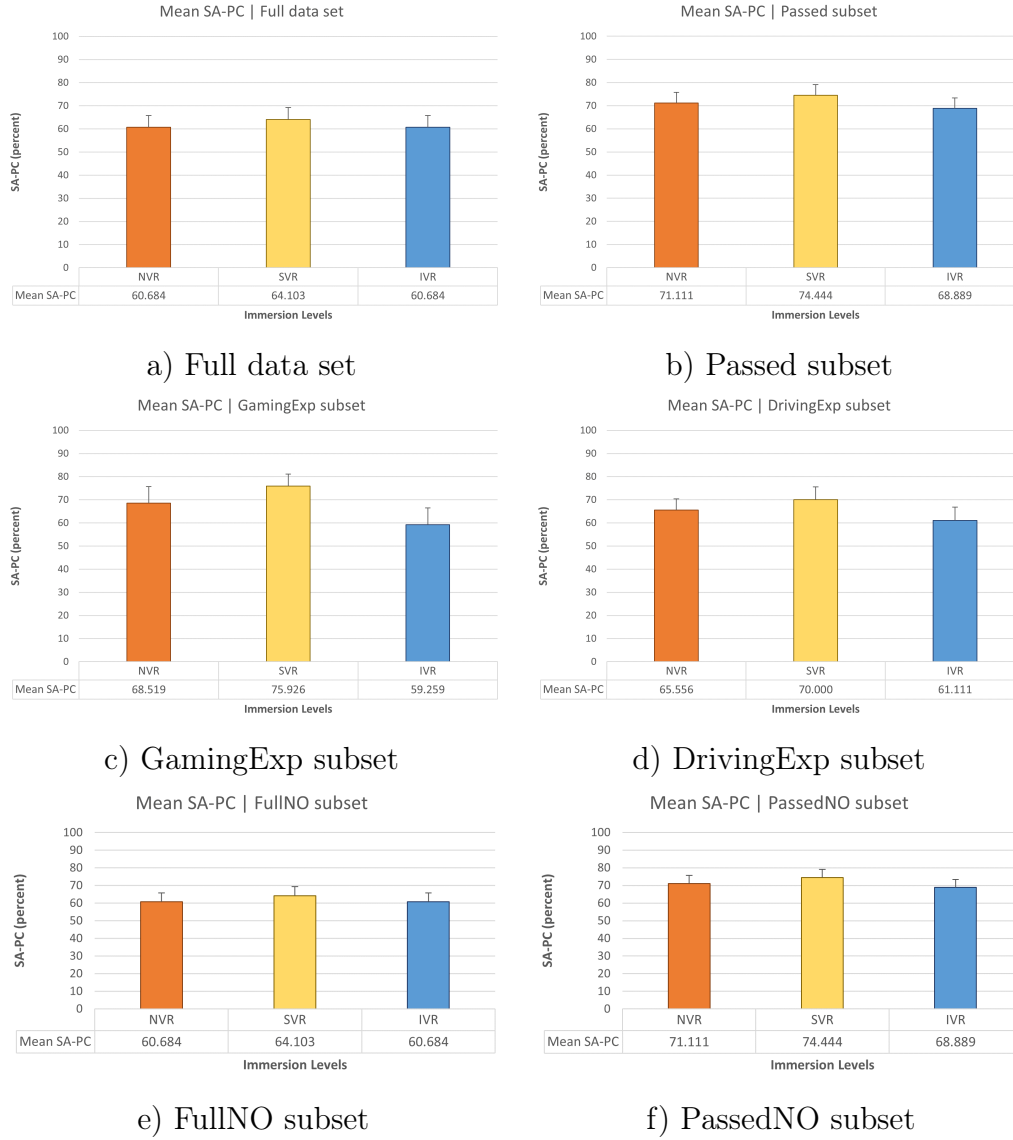 Mean SA-PC | Full data set
100
90
80
70
60
50
40
30
20
10
0
SA-PC (percent)
NVR SVR IVR
Mean SA-PC 60.684 64.103 60.684
Immersion Levels
a) Full data set
Mean SA-PC | Passed subset
100
90
80
70
60
50
40
30
20
10
0
SA-PC (percent)
NVR SVR IVR
Mean SA-PC 71.111 74.444 68.889
Immersion Levels
b) Passed subset
Mean SA-PC | GamingExp subset
100
90
80
70
60
50
40
30
20
10
0
SA-PC (percent)
NVR SVR IVR
Mean SA-PC 68.519 75.926 59.259
Immersion Levels
c) GamingExp subset
Mean SA-PC | DrivingExp subset
100
90
80
70
60
50
40
30
20
10
0
SA-PC (percent)
NVR SVR IVR
Mean SA-PC 65.556 70.000 61.111
Immersion Levels
d) DrivingExp subset
Mean SA-PC | FullNO subset
100
90
80
70
60
50
40
30
20
10
0
SA-PC (percent)
NVR SVR IVR
Mean SA-PC 60.684 64.103 60.684
Immersion Levels
e) FullNO subset
Mean SA-PC | PassedNO subset
100
90
80
70
60
50
40
30
20
10
0
SA-PC (percent)
NVR SVR IVR
Mean SA-PC 71.111 74.444 68.889
Immersion Levels
f) PassedNO subset